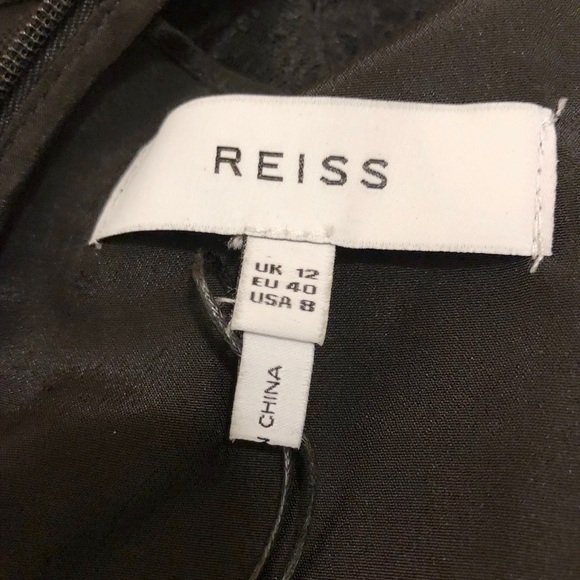 REISS
UK 12
EU 40
USA 8
N CHINA